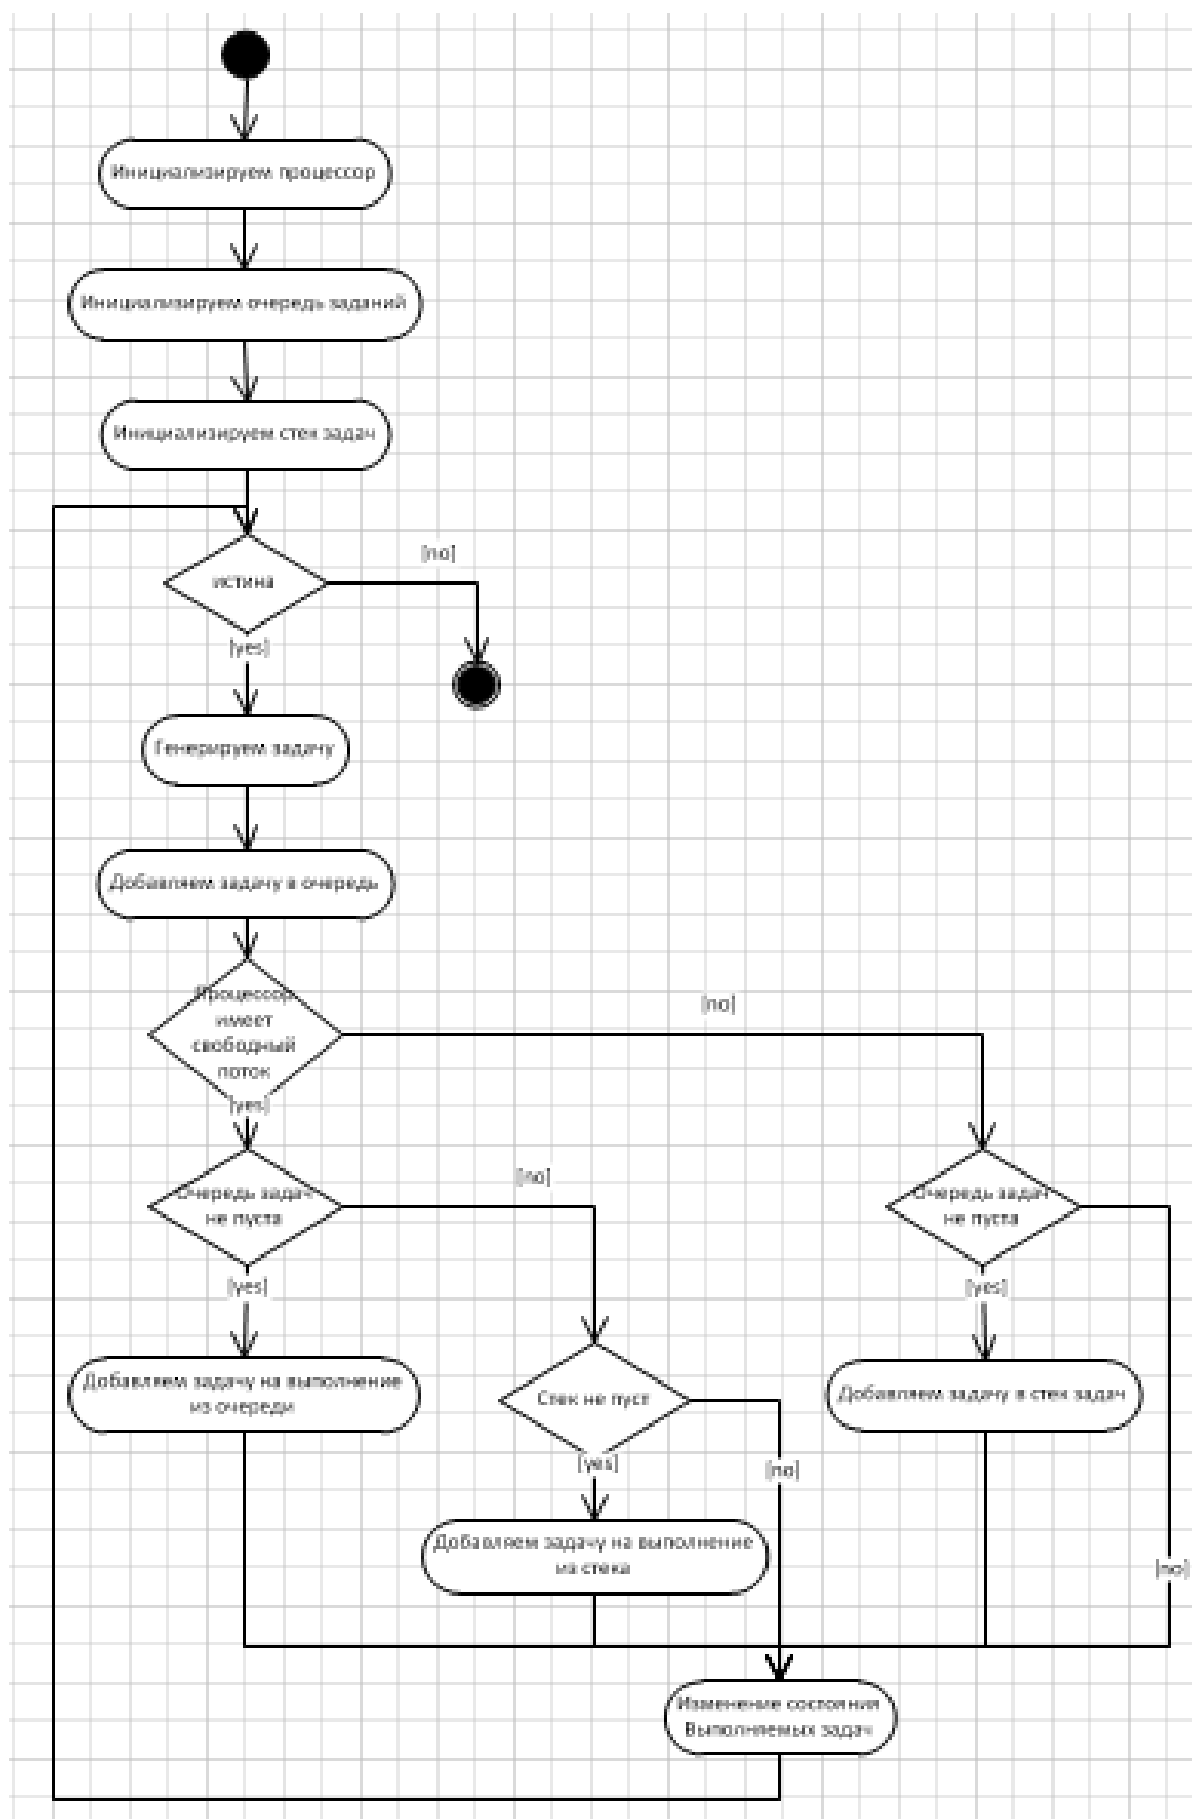 Инициализируем процессор
Инициализируем очередь заданий
Инициализируем стек задач
[no]
истина
[yes]
Генерируем задачу
Добавляем задачу в очередь
Процессор
имеет
свободный
поток
[no]
[yes]
Очередь задач
не пуста
[no]
Очередь задач
не пуста
[yes]
[yes]
Добавляем задачу на выполнение
из очереди
Стек не пуст
Добавляем задачу в стек задач
[yes]
[no]
Добавляем задачу на выполнение
из стека
[no]
Изменение состояния
Выполняемых задач